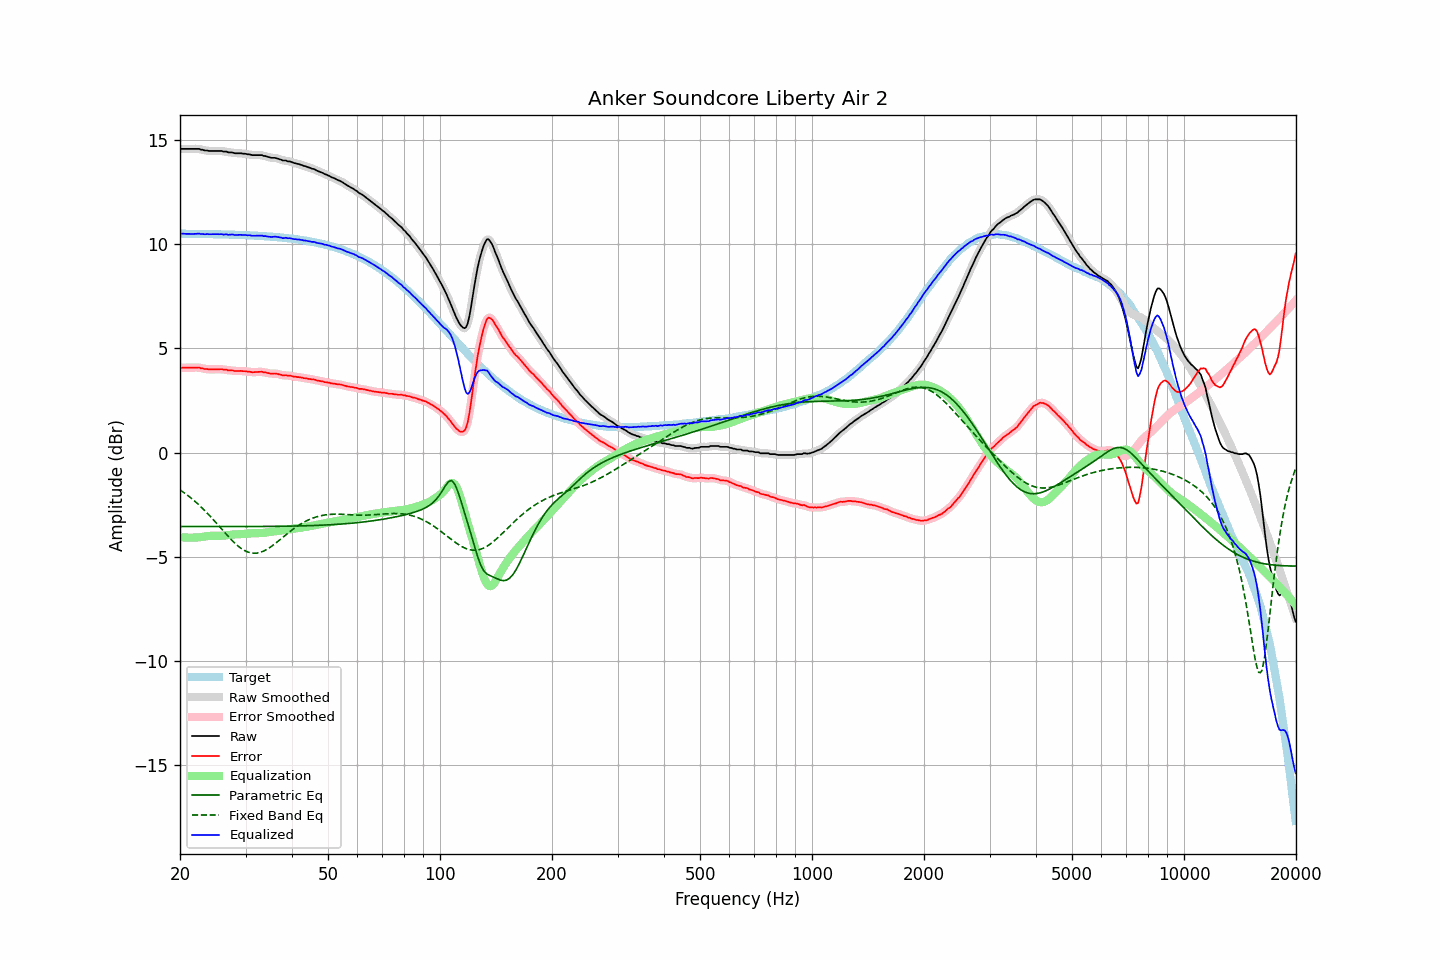 Anker Soundcore Liberty Air 2
Amplitude (dBr)
15
10
5
0
−5
−10
−15
Target
Raw Smoothed
Error Smoothed
Raw
Error
Equalization
Parametric Eq
Fixed Band Eq
Equalized
20 50 100 200 500 1000 2000 5000 10000 20000
Frequency (Hz)